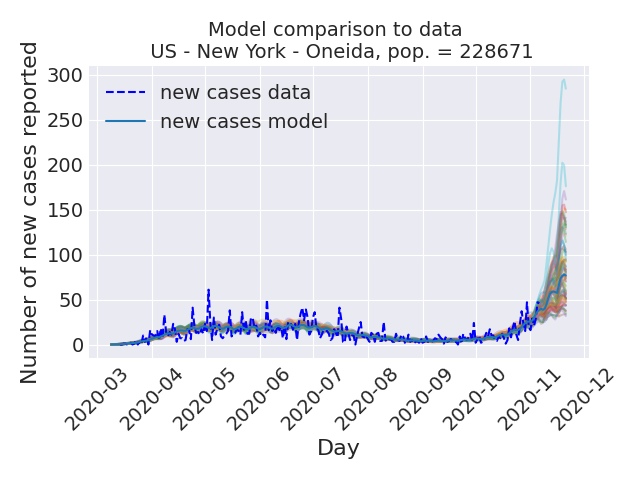 Model comparison to data
US - New York - Oneida, pop. = 228671
Number of new cases reported
300
250
200
150
100
50
0
new cases data
new cases model
2020-03
2020-04
2020-05
2020-06
2020-07
2020-08
2020-09
2020-10
2020-11
2020-12
Day